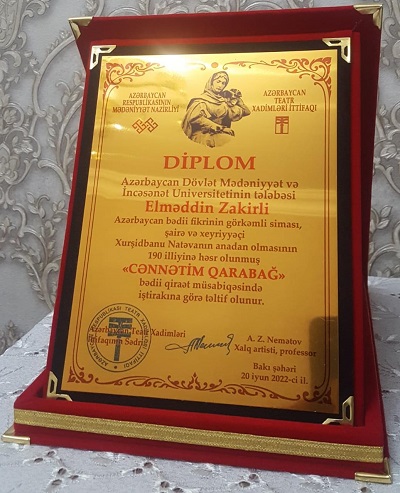 AZƏRBAYCAN
RESPUBLİKASININ
MƏDƏNİYYƏT NAZİRLİYİ
AZƏRBAYCAN
TEATR
XADİMLƏRİ İTTİFAQI
DİPLOM
Azərbaycan Dövlət Mədəniyyət və
İncəsənət Universitetinin tələbəsi
Elməddin Zakirli
Azərbaycan bədii fikrinin görkəmli siması,
şairə və xeyriyyəçi
Xurşidbanu Natəvanın anadan olmasının
190 illiyinə həsr olunmuş
«CƏNNƏTİM QARABAĞ»
bədii qiraət müsabiqəsində
iştirakına görə təltif olunur.
Azərbaycan Teatr Xadimləri
İttifaqının Sədri
A. Z. Nemətov
Xalq artisti, professor
Bakı şəhəri
20 iyun 2022-ci il.